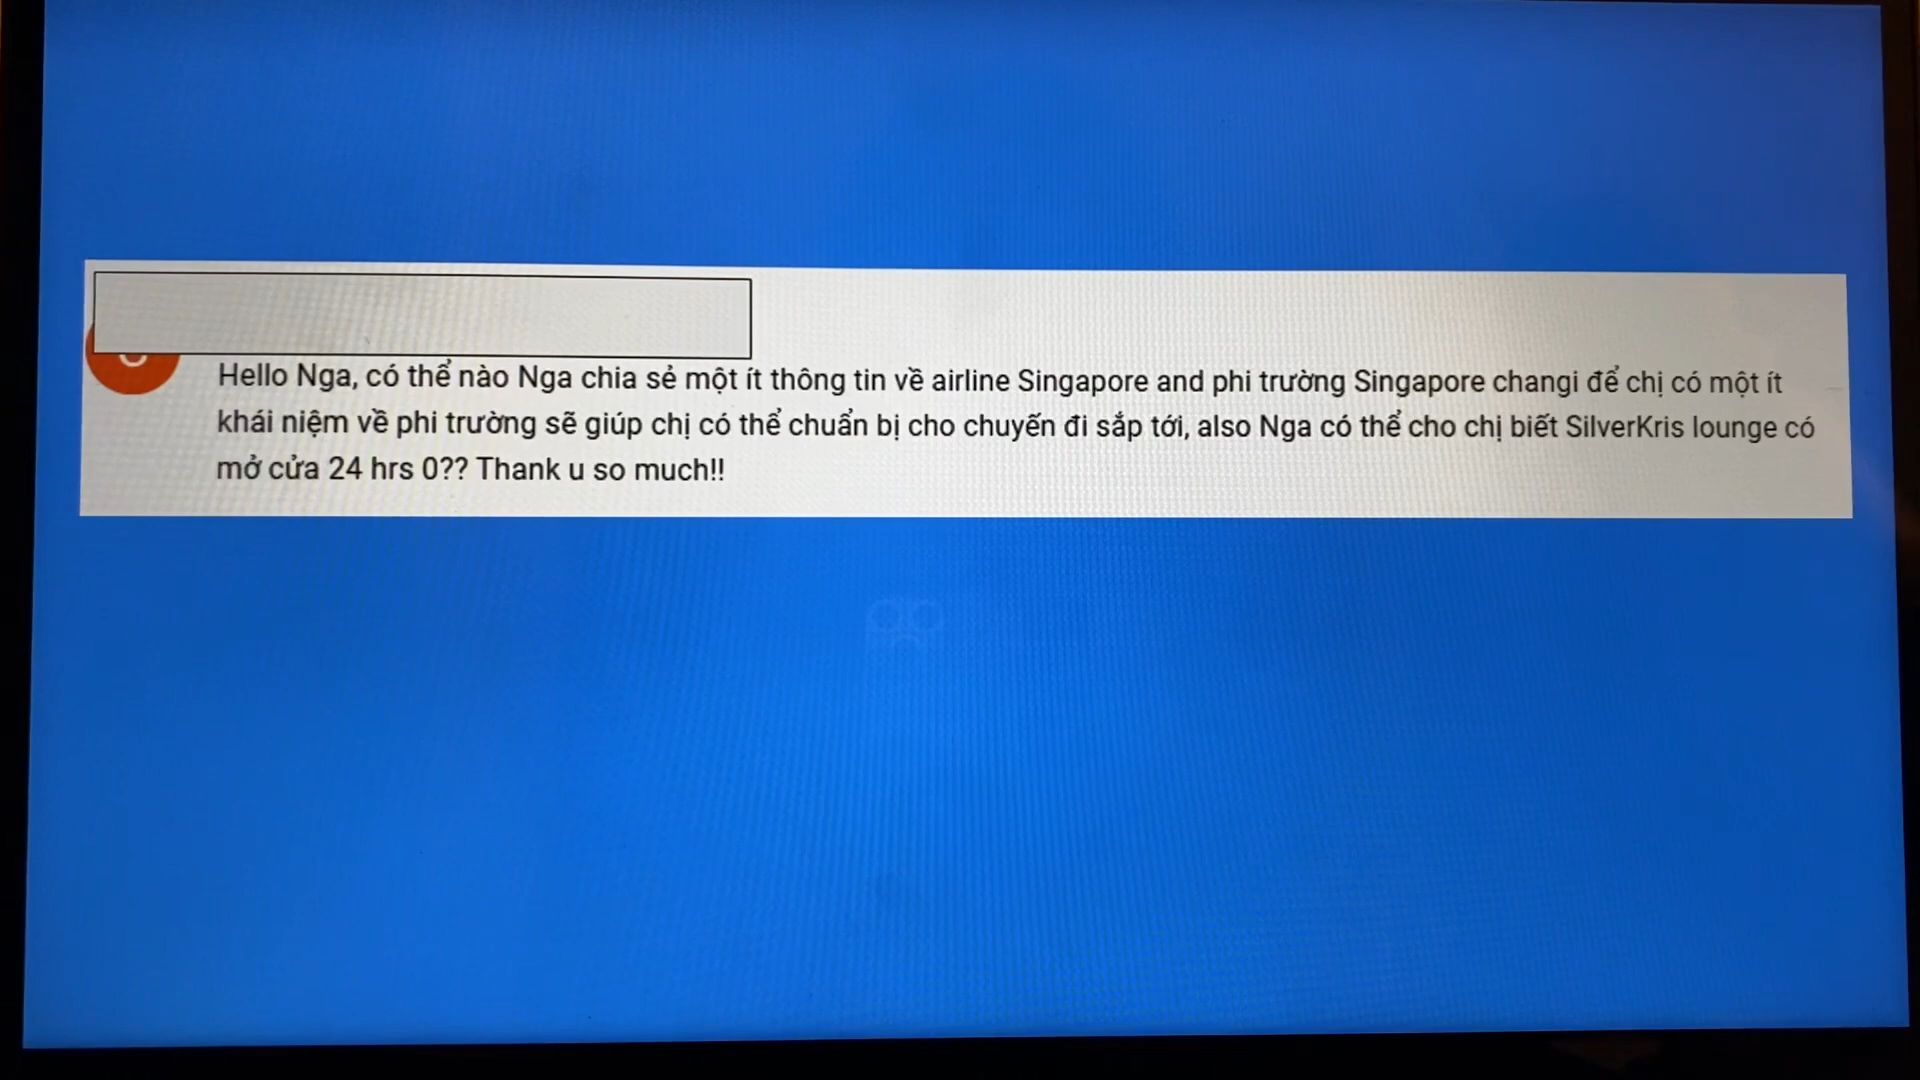 Hello Nga, có thể nào Nga chia sẻ một ít thông tin về airline Singapore and phi trường Singapore changi để chị có một ít
khái niệm về phi trường sẽ giúp chị có thể chuẩn bị cho chuyến đi sắp tới, also Nga có thể cho chị biết SilverKris lounge có
mở cửa 24 hrs 0?? Thank u so much!!